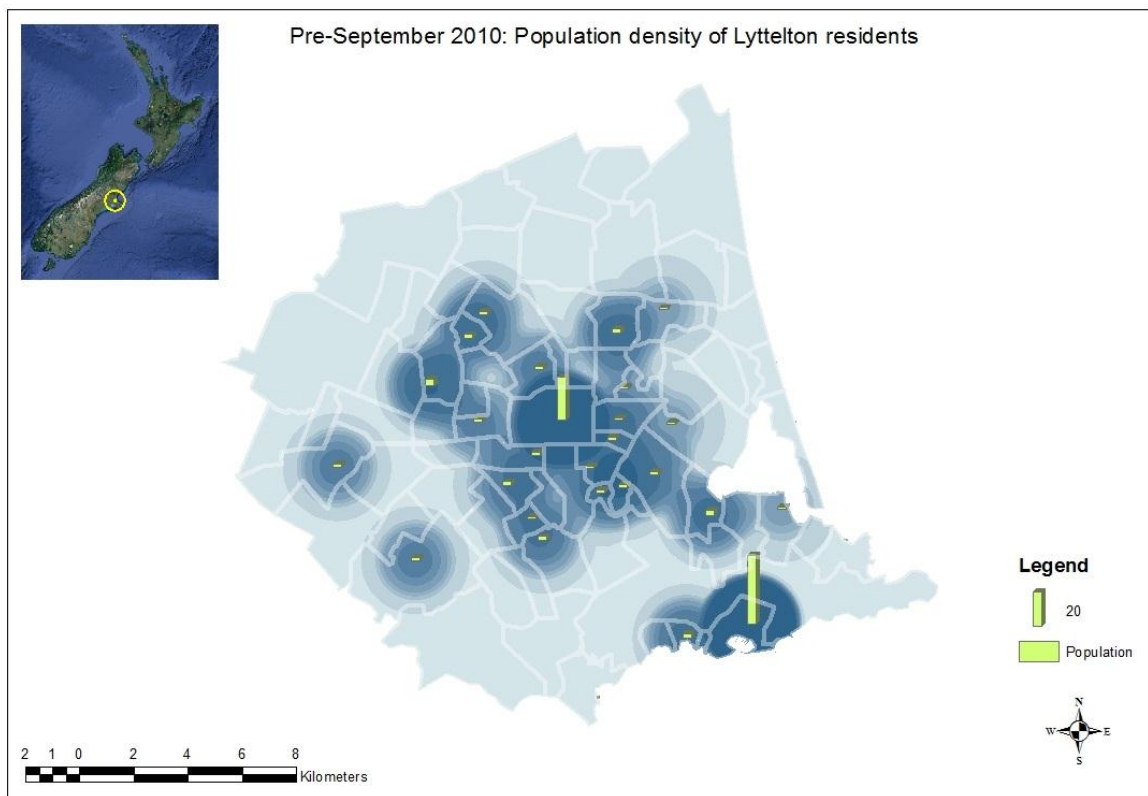 Pre-September 2010: Population density of Lyttelton residents
Legend
20
Population
N
W E
S
2 1 0 2 4 6 8
Kilometers